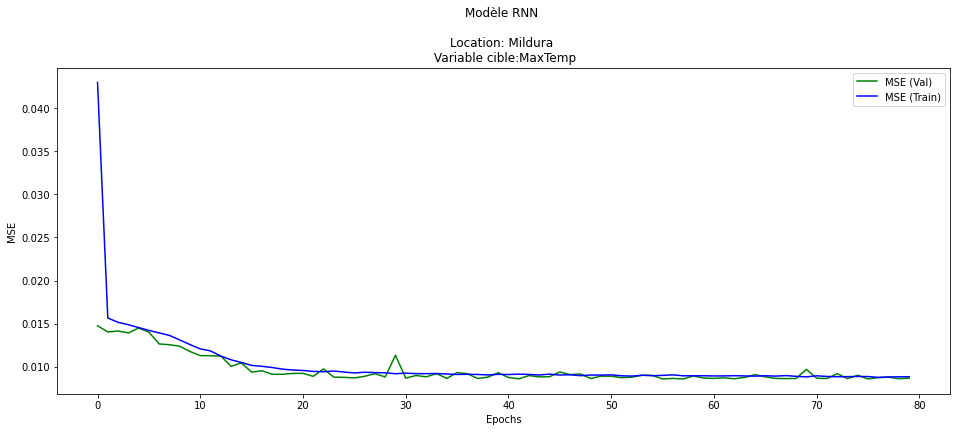 Modèle RNN
Location: Mildura
Variable cible:MaxTemp
MSE (Val)
MSE (Train)
0.040
0.035
0.030
0.025
0.020
0.015
0.010
MSE
0 10 20 30 40 50 60 70 80
Epochs